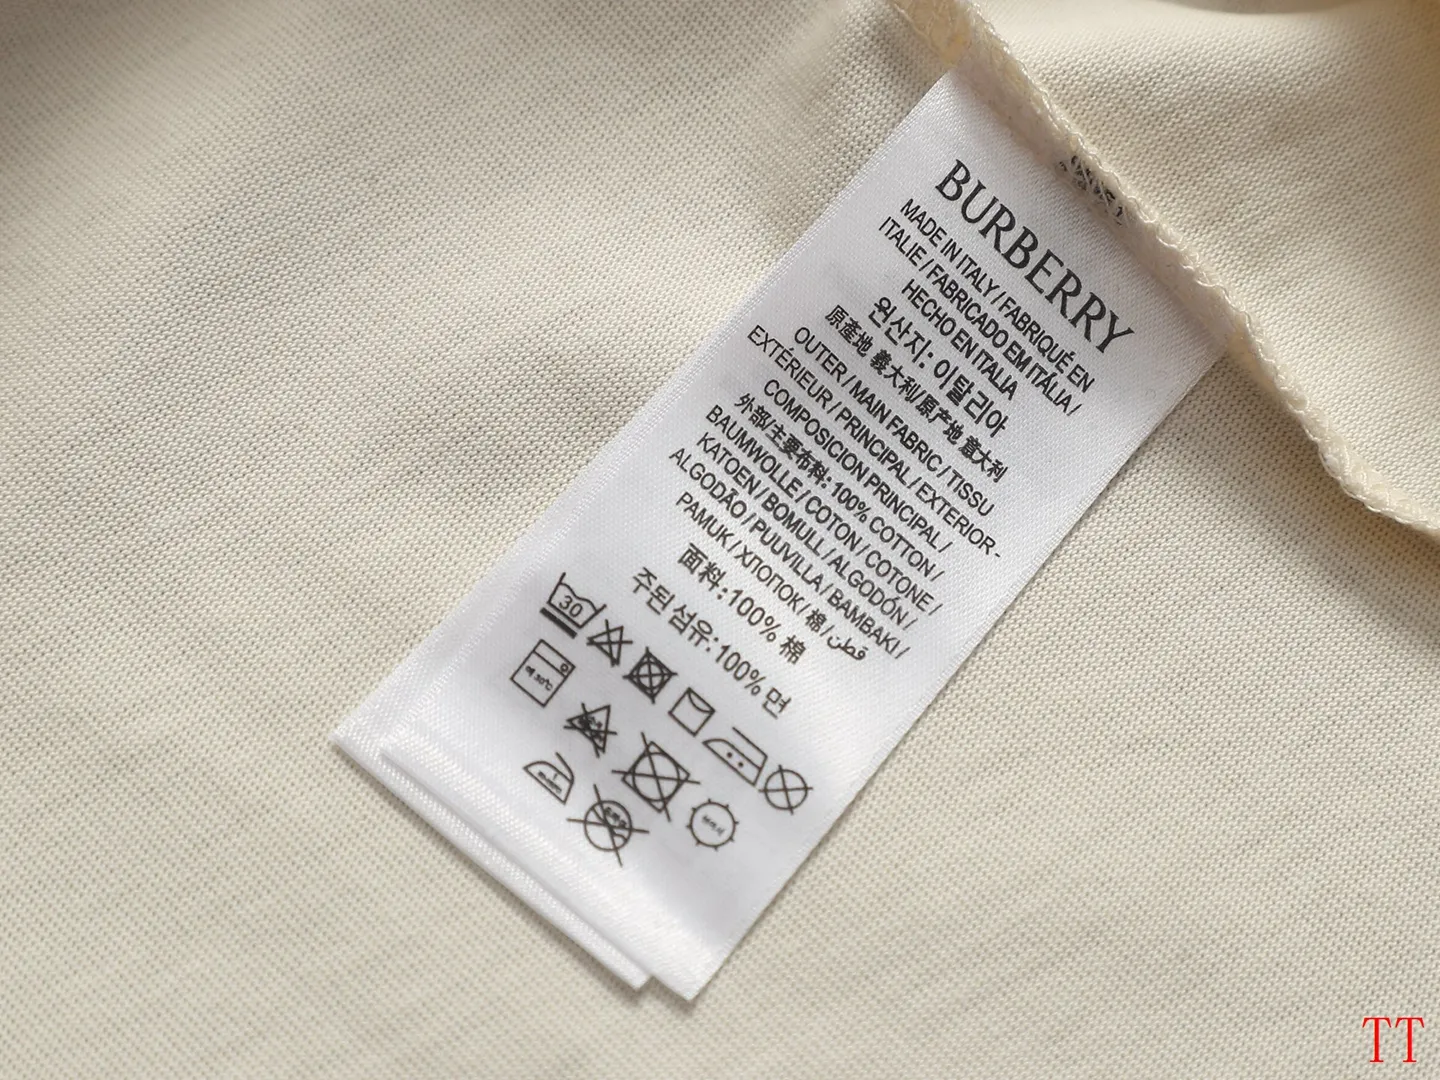 BURBERRY
MADE IN ITALY / FABRIQUÉ EN
ITALIE / FABRICADO EM ITÁLIA /
HECHO EN ITALIA
원산지: 이탈리아
原產地 義大利/原产地 意大利
OUTER / MAIN FABRIC / TISSU
EXTÉRIEUR / PRINCIPAL / EXTERIOR -
COMPOSICION PRINCIPAL /
外部/主要布料: 100% COTTON /
BAUMWOLLE / COTON / COTONE /
KATOEN / BOMULL / ALGODÓN /
ALGODÃO / PUUVILLA / BAMBAKI /
PAMUK / ХЛОПОК / 棉 / قطن
面料:100% 棉
주된 섬유:100% 면
30
TT